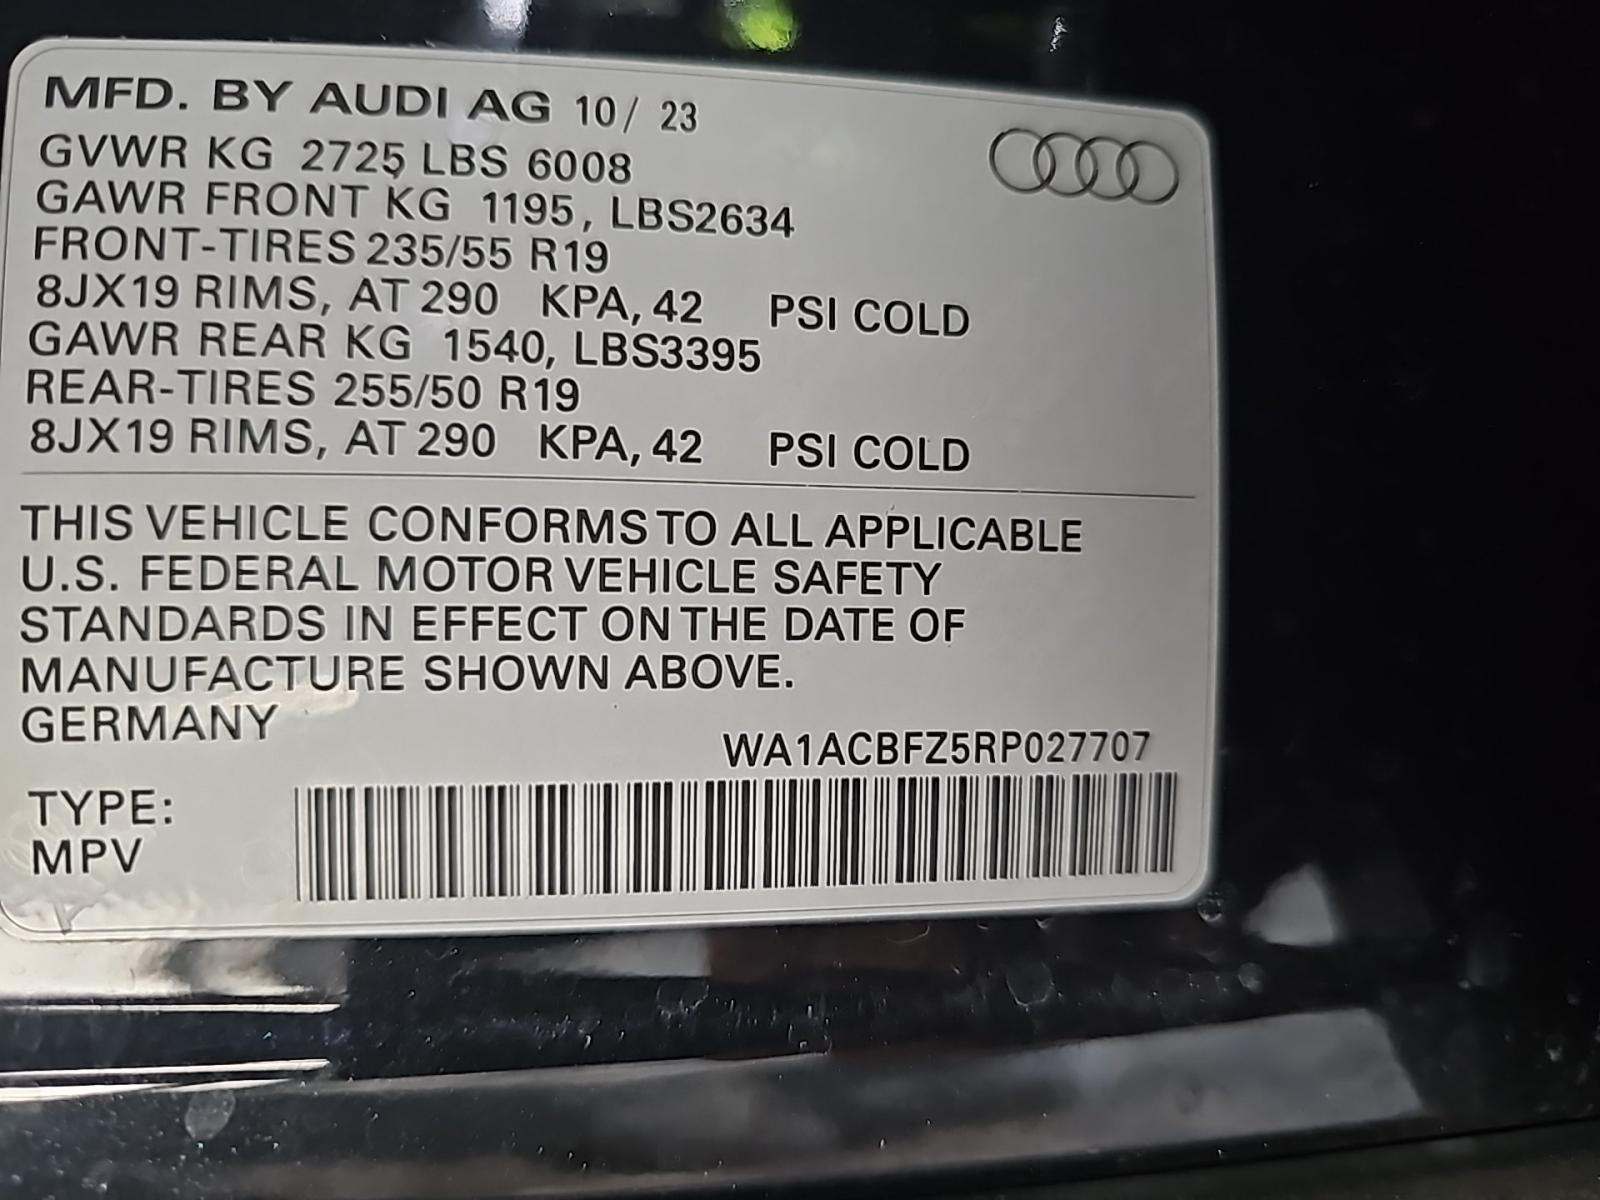 MFD. BY AUDI AG 10/ 23
GVWR KG 2725 LBS 6008
GAWR FRONT KG 1195, LBS2634
FRONT-TIRES 235/55 R19
8JX19 RIMS, AT 290 KPA, 42 PSI COLD
GAWR REAR KG 1540, LBS3395
REAR-TIRES 255/50 R19
8JX19 RIMS, AT 290 KPA, 42 PSI COLD
THIS VEHICLE CONFORMS TO ALL APPLICABLE
U.S. FEDERAL MOTOR VEHICLE SAFETY
STANDARDS IN EFFECT ON THE DATE OF
MANUFACTURE SHOWN ABOVE.
GERMANY
WA1ACBFZ5RP027707
TYPE:
MPV